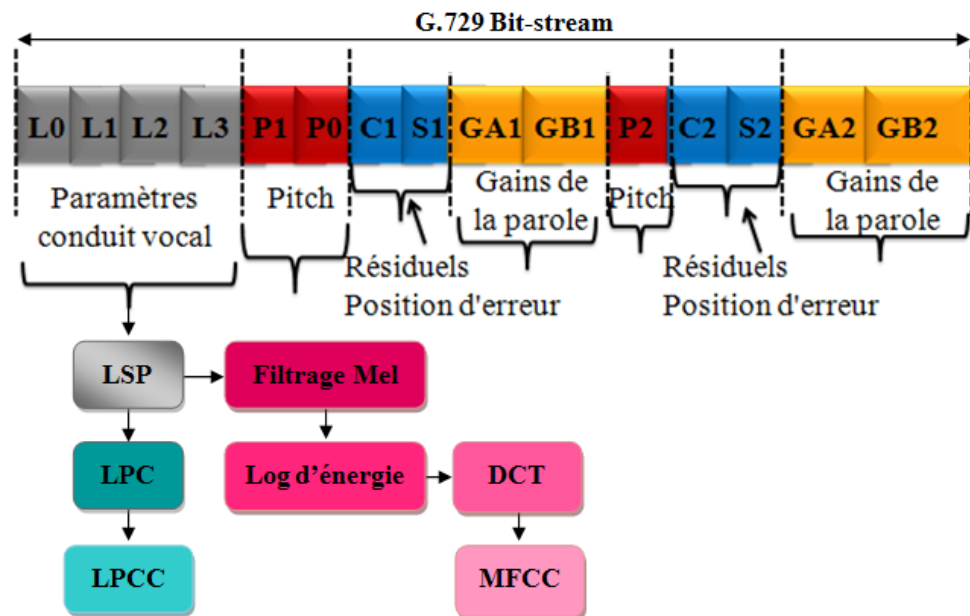 G.729 Bit-stream
L0 L1 L2 L3 P1 P0 C1 S1 GA1 GB1 P2 C2 S2 GA2 GB2
Paramètres
conduit vocal
Pitch
Résiduels
Position d'erreur
Gains de
la parole
Pitch
Résiduels
Position d'erreur
Gains de
la parole
LSP
Filtrage Mel
LPC
Log d’énergie
DCT
LPCC
MFCC